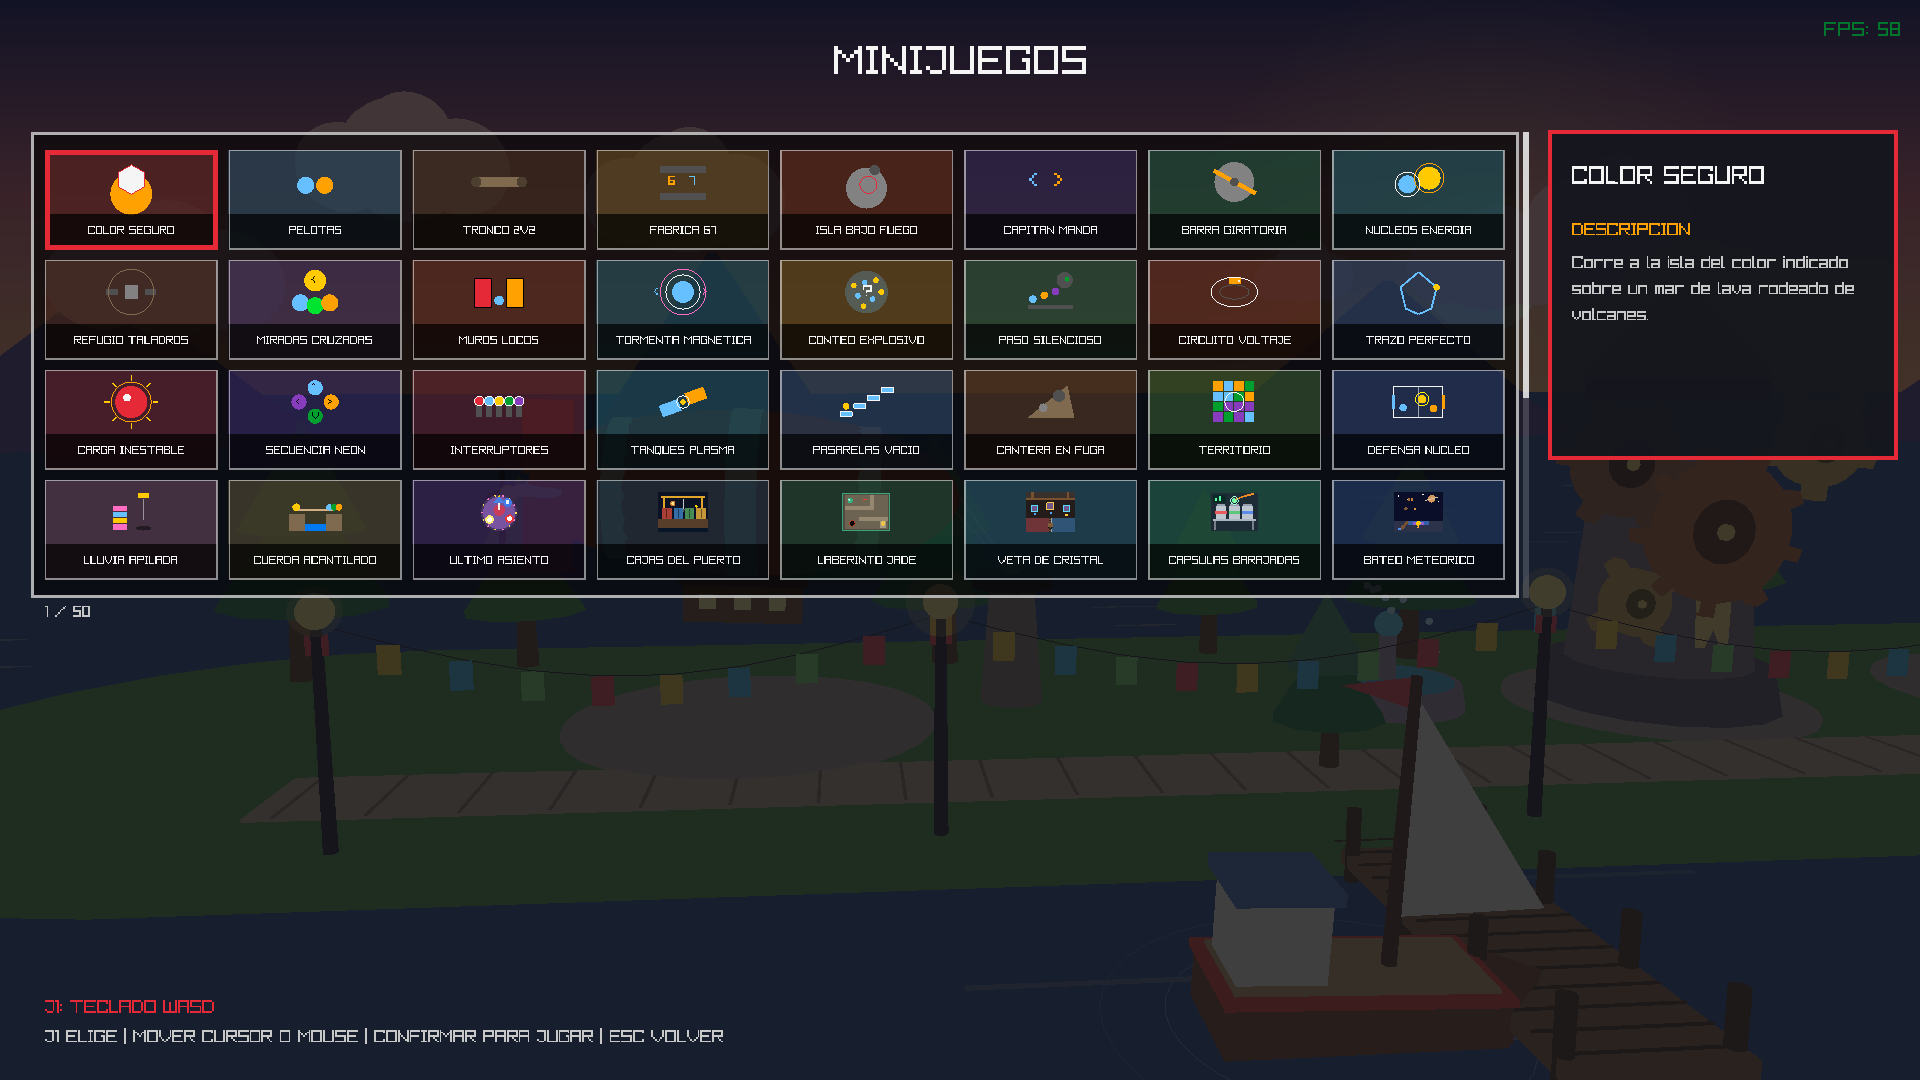 FPS: 58
MINIJUEGOS
COLOR SEGURO
PELOTAS
TRONCO 2V2
6 7
FABRICA 67
ISLA BAJO FUEGO
< >
CAPITAN MANDA
BARRA GIRATORIA
NUCLEOS ENERGIA
REFUGIO TALADROS
MIRADAS CRUZADAS
MUROS LOCOS
TORMENTA MAGNETICA
?
CONTEO EXPLOSIVO
PASO SILENCIOSO
CIRCUITO VOLTAJE
TRAZO PERFECTO
CARGA INESTABLE
SECUENCIA NEON
INTERRUPTORES
TANQUES PLASMA
PASARELAS VACIO
CANTERA EN FUGA
TERRITORIO
DEFENSA NUCLEO
LLUVIA APILADA
CUERDA ACANTILADO
ULTIMO ASIENTO
CAJAS DEL PUERTO
LABERINTO JADE
VETA DE CRISTAL
CAPSULAS BARAJADAS
BATEO METEORICO
1 / 50
COLOR SEGURO
DESCRIPCION
Corre a la isla del color indicado
sobre un mar de lava rodeado de
volcanes.
J1: TECLADO WASD
J1 ELIGE | MOVER CURSOR O MOUSE | CONFIRMAR PARA JUGAR | ESC VOLVER